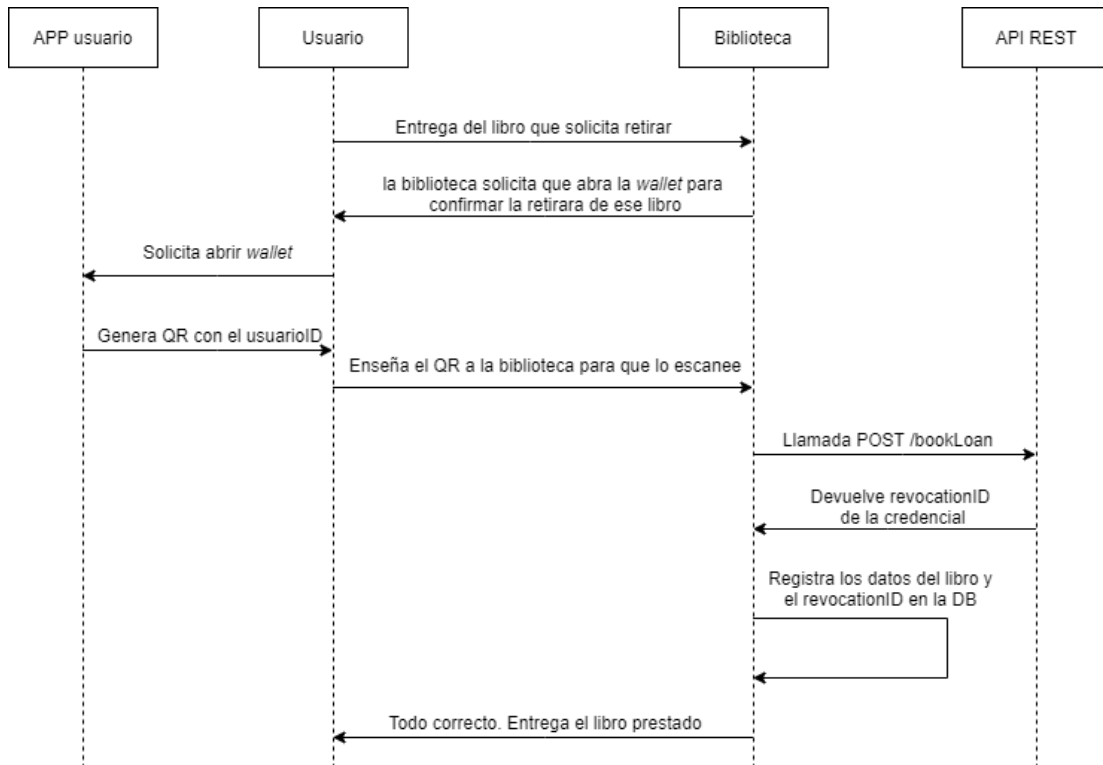 APP usuario
Usuario
Biblioteca
API REST
Entrega del libro que solicita retirar
la biblioteca solicita que abra la wallet para
confirmar la retirara de ese libro
Solicita abrir wallet
Genera QR con el usuarioID
Enseña el QR a la biblioteca para que lo escanee
Llamada POST /bookLoan
Devuelve revocationID
de la credencial
Registra los datos del libro y
el revocationID en la DB
Todo correcto. Entrega el libro prestado